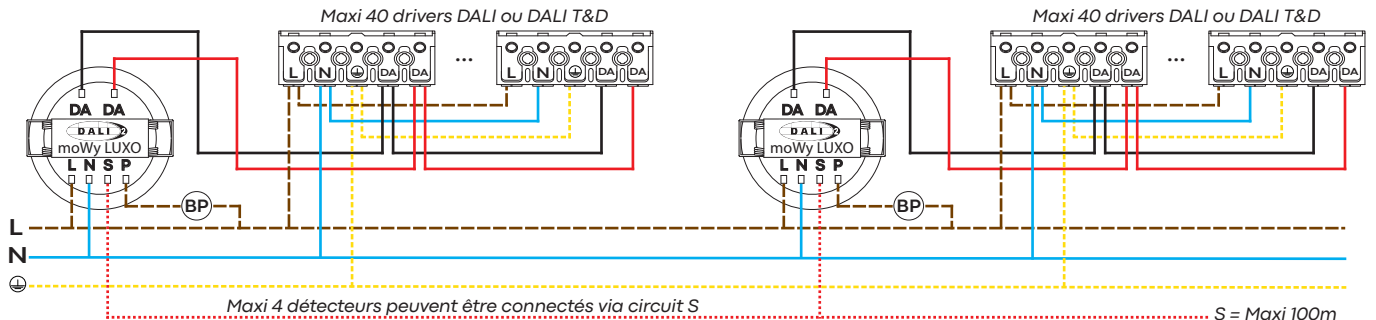 Maxi 40 drivers DALI ou DALI T&D
Maxi 40 drivers DALI ou DALI T&D
L N DA DA
...
L N DA DA
L N DA DA
...
L N DA DA
DA DA
DALI 2
moWy LUXO
L N S P
BP
DA DA
DALI 2
moWy LUXO
L N S P
BP
L
N
Maxi 4 détecteurs peuvent être connectés via circuit S
S = Maxi 100m